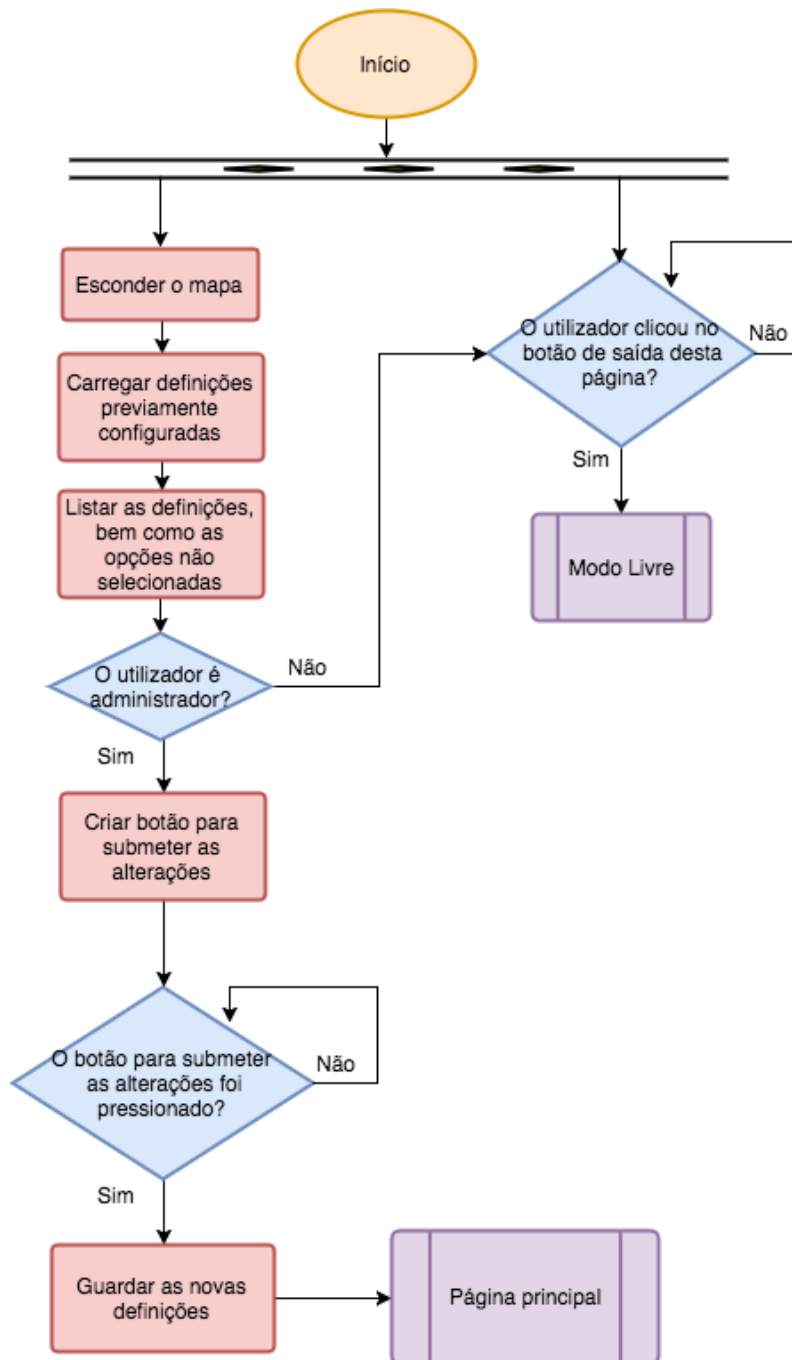 Início
Esconder o mapa
O utilizador clicou no
botão de saída desta
página?
Não
Carregar definições
previamente
configuradas
Sim
Listar as definições,
bem como as
opções não
selecionadas
Modo Livre
O utilizador é
administrador?
Não
Sim
Criar botão para
submeter as
alterações
O botão para submeter
as alterações foi
pressionado?
Não
Sim
Guardar as novas
definições
Página principal